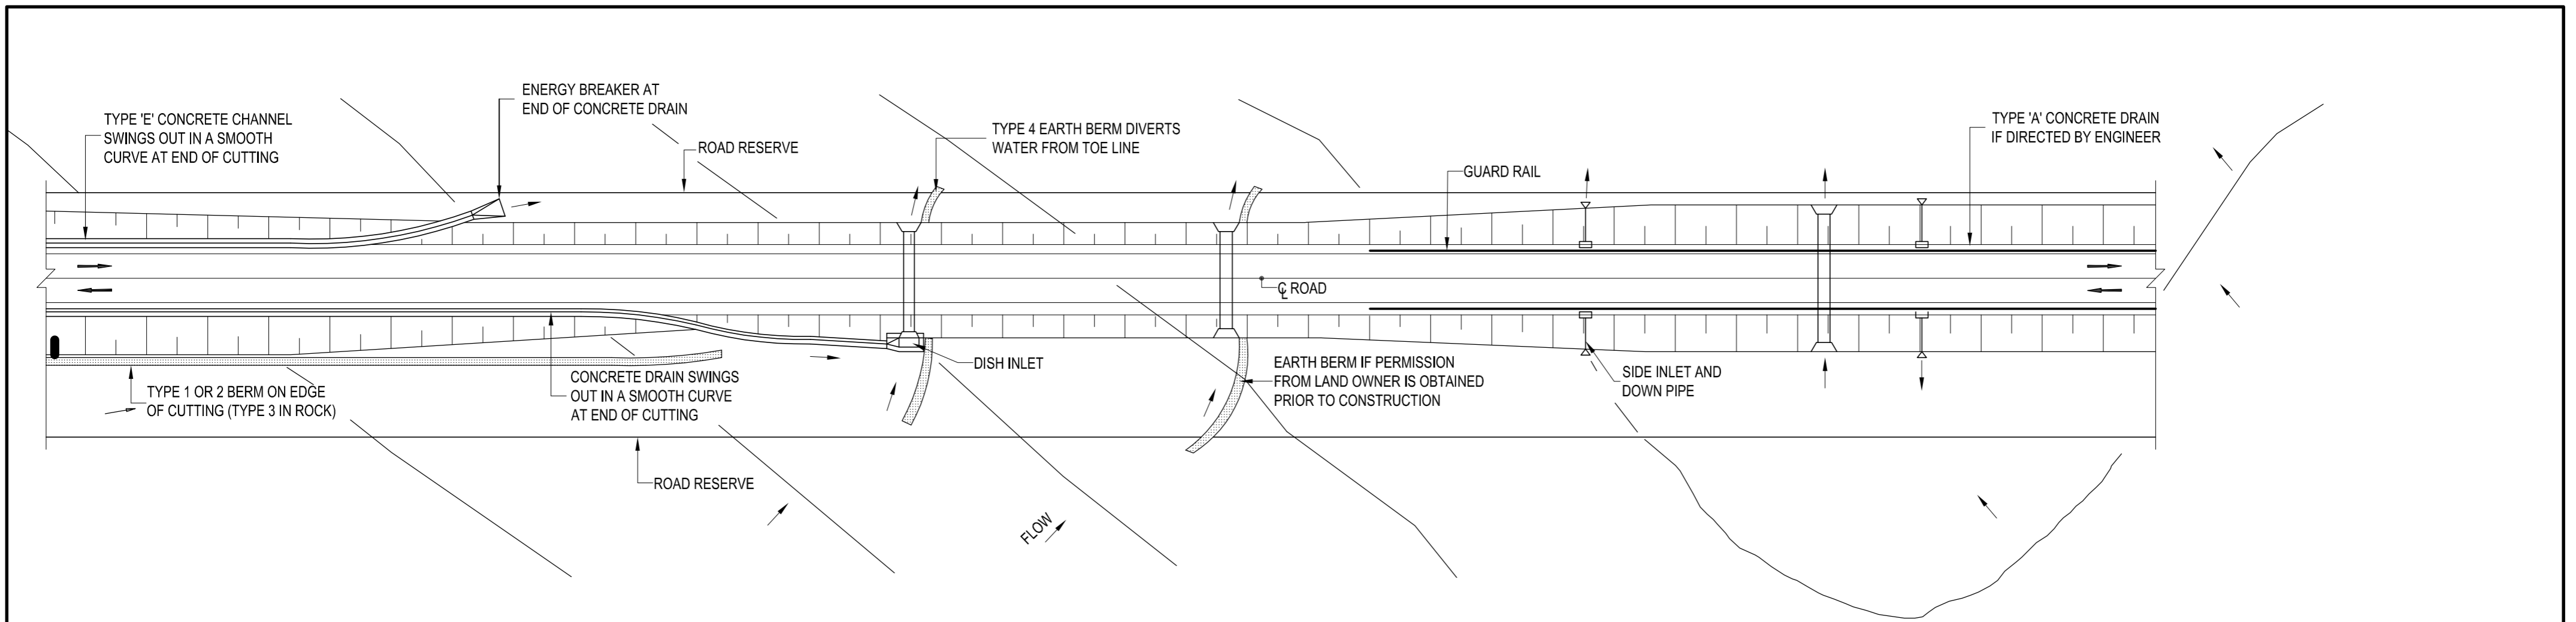 ENERGY BREAKER AT
END OF CONCRETE DRAIN
TYPE 'E' CONCRETE CHANNEL
SWINGS OUT IN A SMOOTH
CURVE AT END OF CUTTING
ROAD RESERVE
TYPE 4 EARTH BERM DIVERTS
WATER FROM TOE LINE
GUARD RAIL
TYPE 'A' CONCRETE DRAIN
IF DIRECTED BY ENGINEER
℄ ROAD
DISH INLET
TYPE 1 OR 2 BERM ON EDGE
OF CUTTING (TYPE 3 IN ROCK)
CONCRETE DRAIN SWINGS
OUT IN A SMOOTH CURVE
AT END OF CUTTING
EARTH BERM IF PERMISSION
FROM LAND OWNER IS OBTAINED
PRIOR TO CONSTRUCTION
SIDE INLET AND
DOWN PIPE
ROAD RESERVE
FLOW